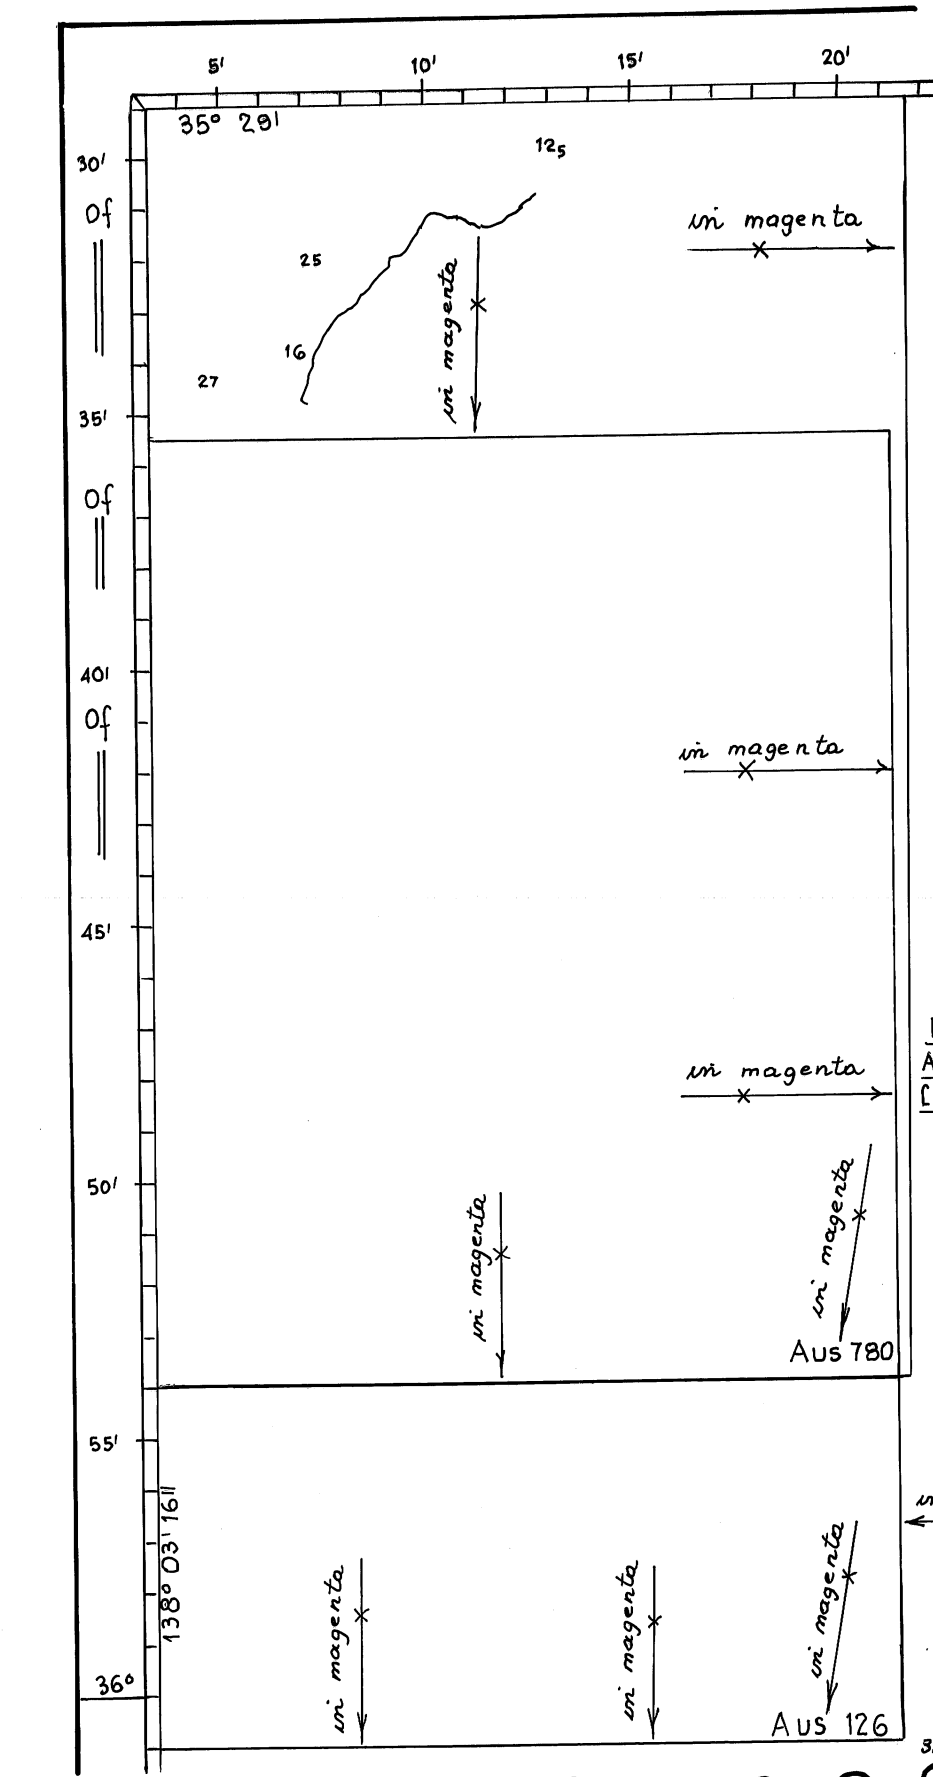 5' 10' 15' 20'
35° 29'
12₅
30'
Of
in magenta
25
in magenta
16
27
35'
Of
40'
Of
in magenta
45'
in magenta
50'
in magenta
in magenta
Aus 780
55'
138° 03' 16"
in magenta
in magenta
in magenta
36°
Aus 126